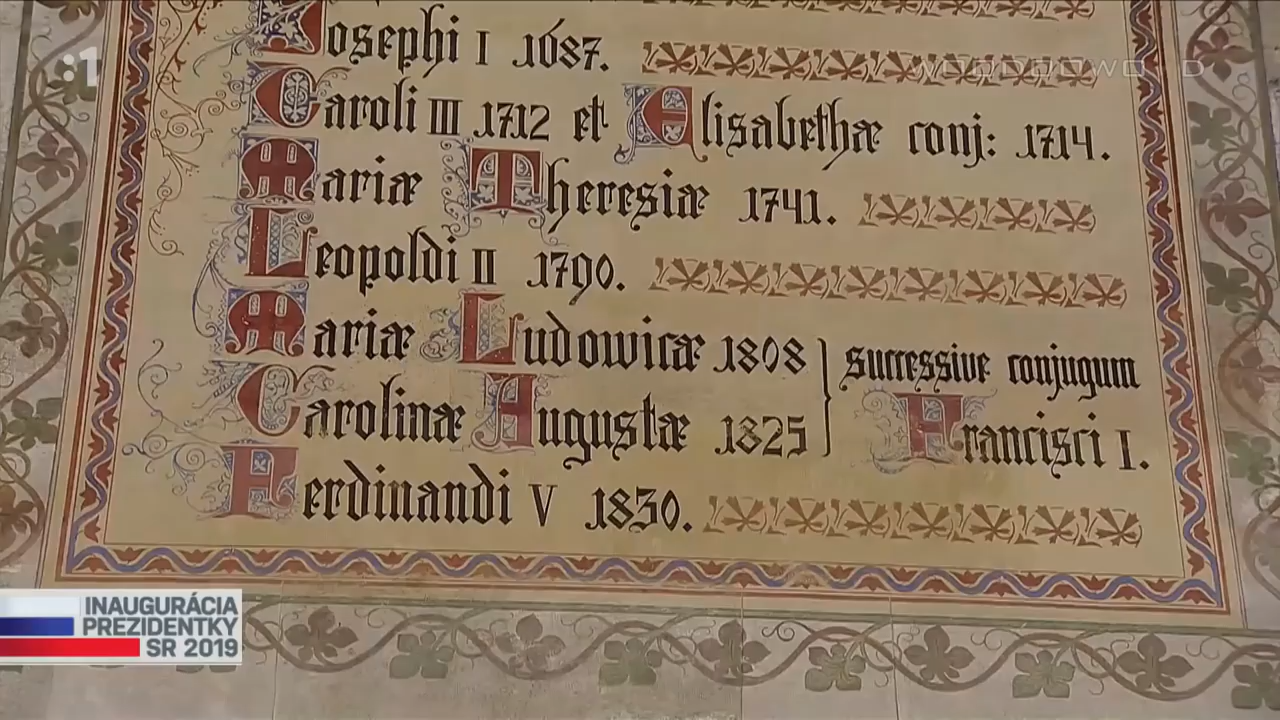 :1
Josephi I 1687.
Caroli III 1712 et Elisabethæ conj: 1714.
Mariæ Theresiæ 1741.
Leopoldi II 1790.
Mariæ Ludowicæ 1808
Carolinæ Augustæ 1825
successive conjugum
Francisci I.
Ferdinandi V 1830.
INAUGURÁCIA
PREZIDENTKY
SR 2019